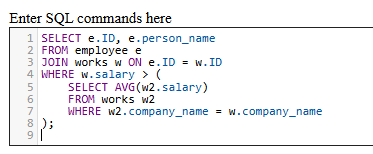 Enter SQL commands here
1 SELECT e.ID, e.person_name
2 FROM employee e
3 JOIN works w ON e.ID = w.ID
4 WHERE w.salary > (
5     SELECT AVG(w2.salary)
6     FROM works w2
7     WHERE w2.company_name = w.company_name
8 );
9